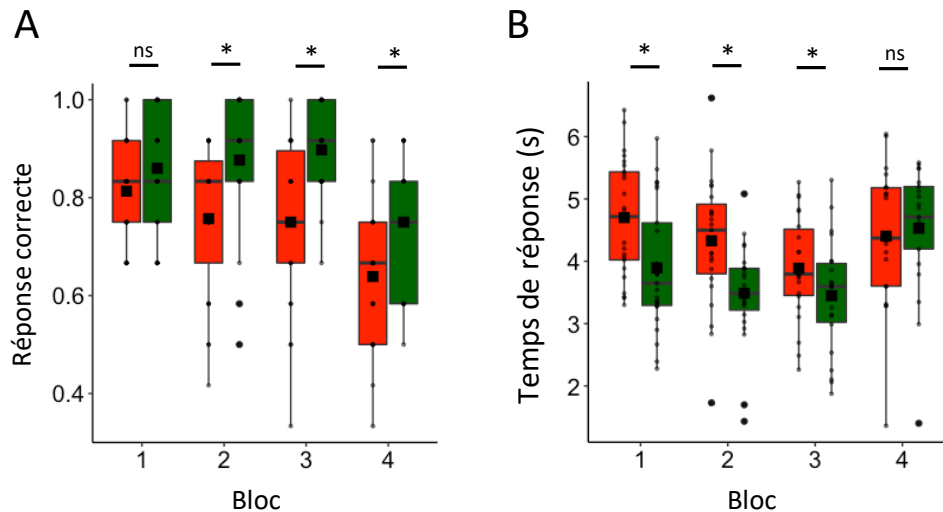 A
ns * * *
Réponse correcte
1.0
0.8
0.6
0.4
1 2 3 4
Bloc
B
* * * ns
Temps de réponse (s)
6
5
4
3
2
1 2 3 4
Bloc